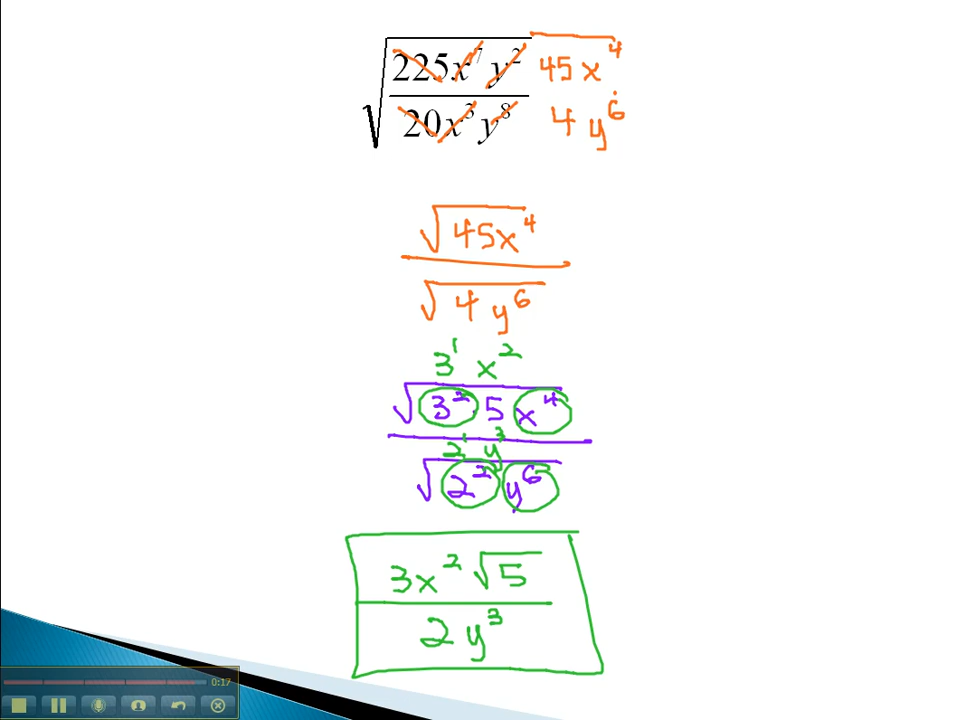 √(225x⁷y² / 20x³y⁸) 45x⁴ / 4y⁶
√45x⁴
√4y⁶
3¹ x²
√3²·5 x⁴
2¹ y³
√2² y⁶
3x²√5
2y³
0:17